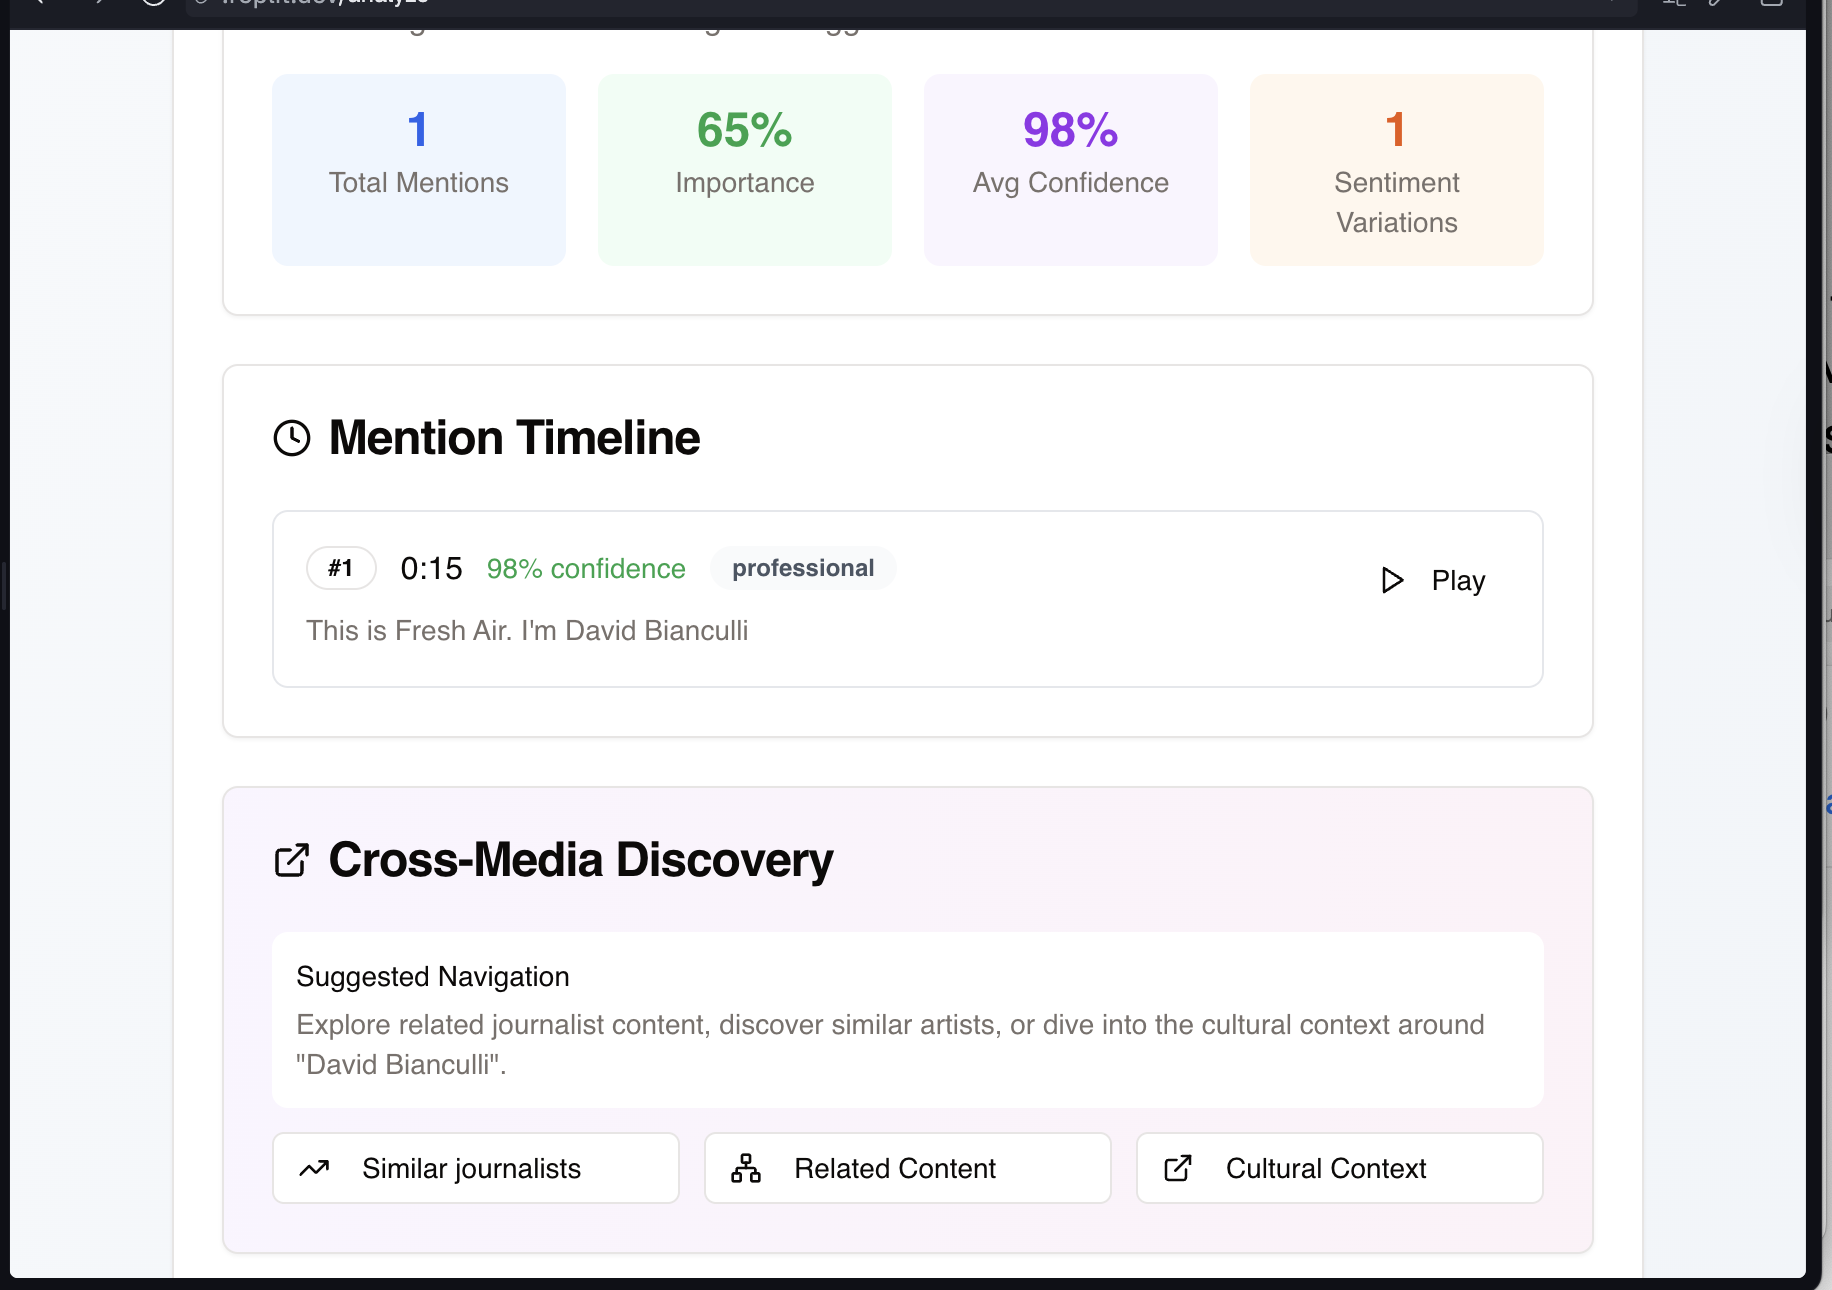 1
Total Mentions
65%
Importance
98%
Avg Confidence
1
Sentiment
Variations
Mention Timeline
#1 0:15 98% confidence professional
Play
This is Fresh Air. I'm David Bianculli
Cross-Media Discovery
Suggested Navigation
Explore related journalist content, discover similar artists, or dive into the cultural context around
"David Bianculli".
Similar journalists
Related Content
Cultural Context